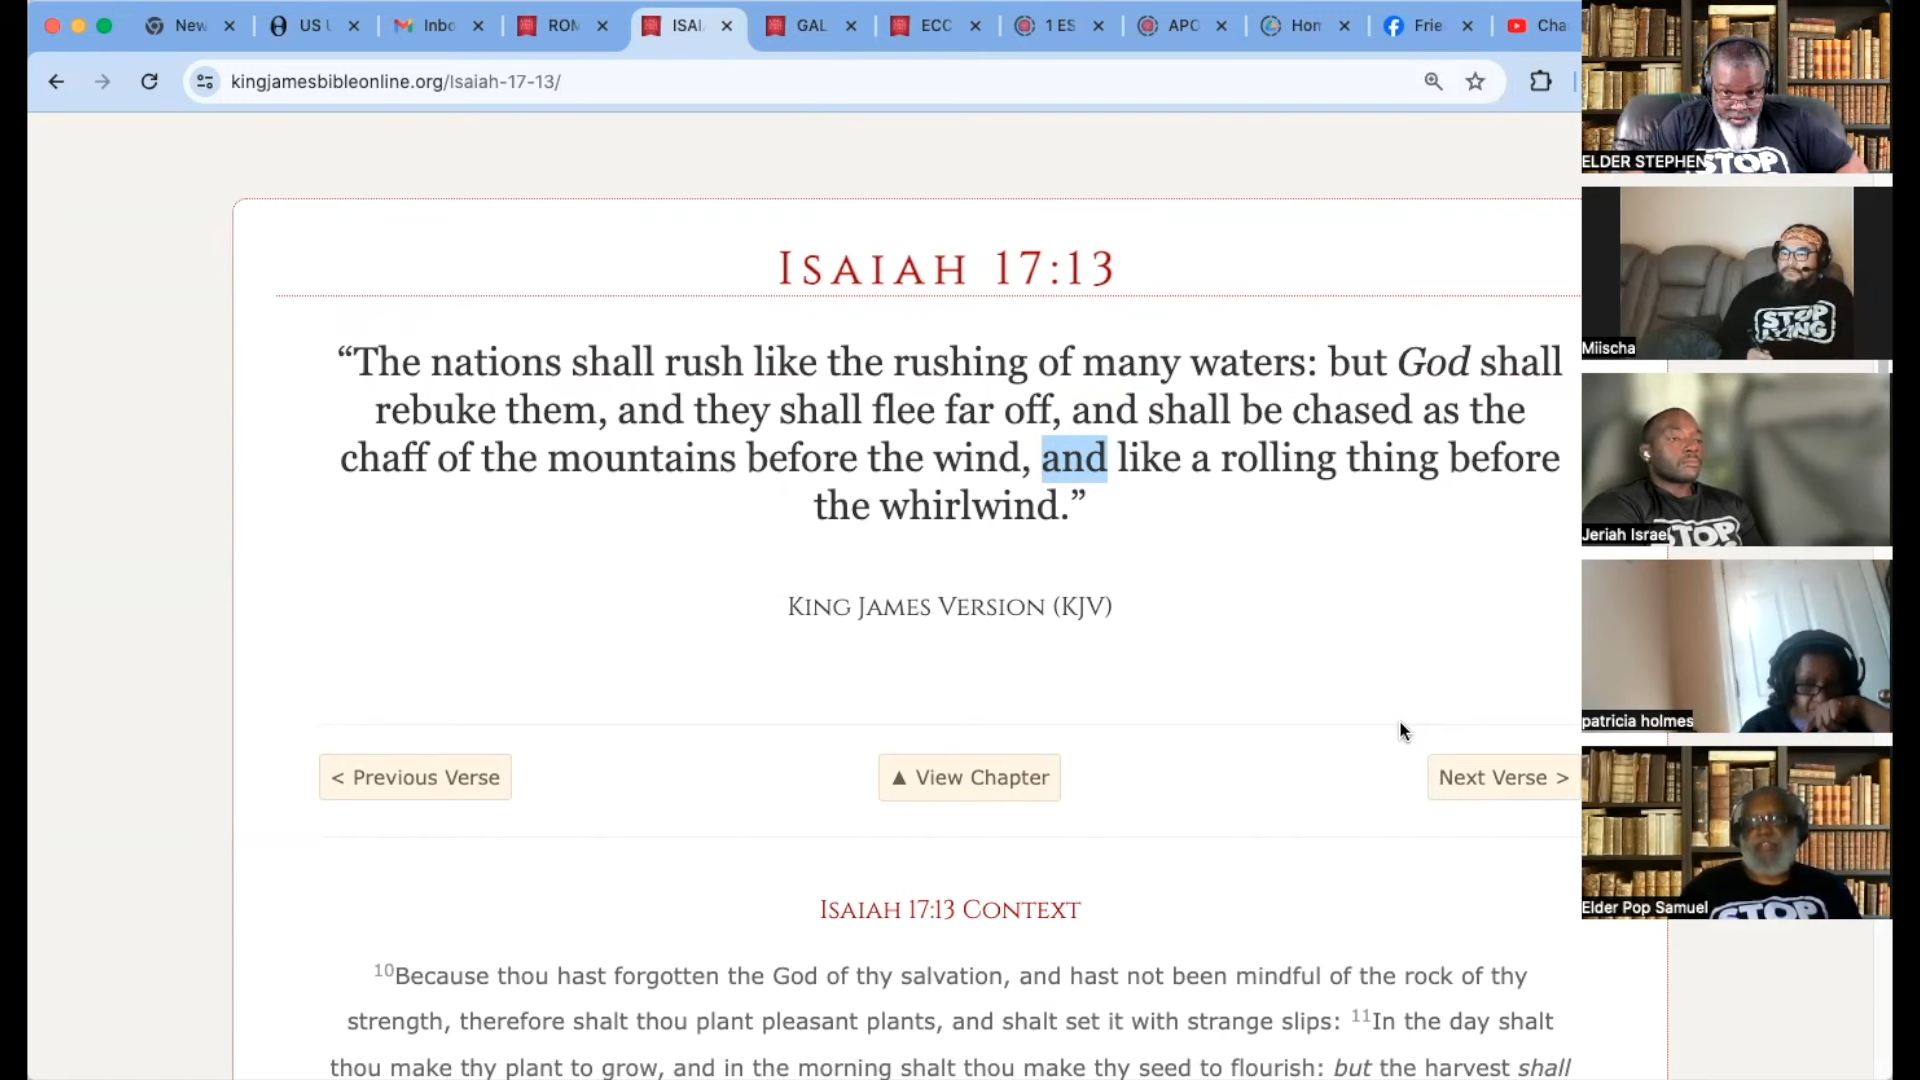 New
US U
Inbo
ROM
ISAI
GAL
ECC
1 ES
APO
Hom
Frie
Cha
kingjamesbibleonline.org/Isaiah-17-13/
ISAIAH 17:13
“The nations shall rush like the rushing of many waters: but God shall
rebuke them, and they shall flee far off, and shall be chased as the
chaff of the mountains before the wind, and like a rolling thing before
the whirlwind.”
KING JAMES VERSION (KJV)
< Previous Verse
▲ View Chapter
Next Verse >
ISAIAH 17:13 CONTEXT
10Because thou hast forgotten the God of thy salvation, and hast not been mindful of the rock of thy
strength, therefore shalt thou plant pleasant plants, and shalt set it with strange slips: 11In the day shalt
thou make thy plant to grow, and in the morning shalt thou make thy seed to flourish: but the harvest shall
ELDER STEPHEN
STOP
STOP
LYING
Miischa
Jeriah Israel
STOP
patricia holmes
Elder Pop Samuel
STOP